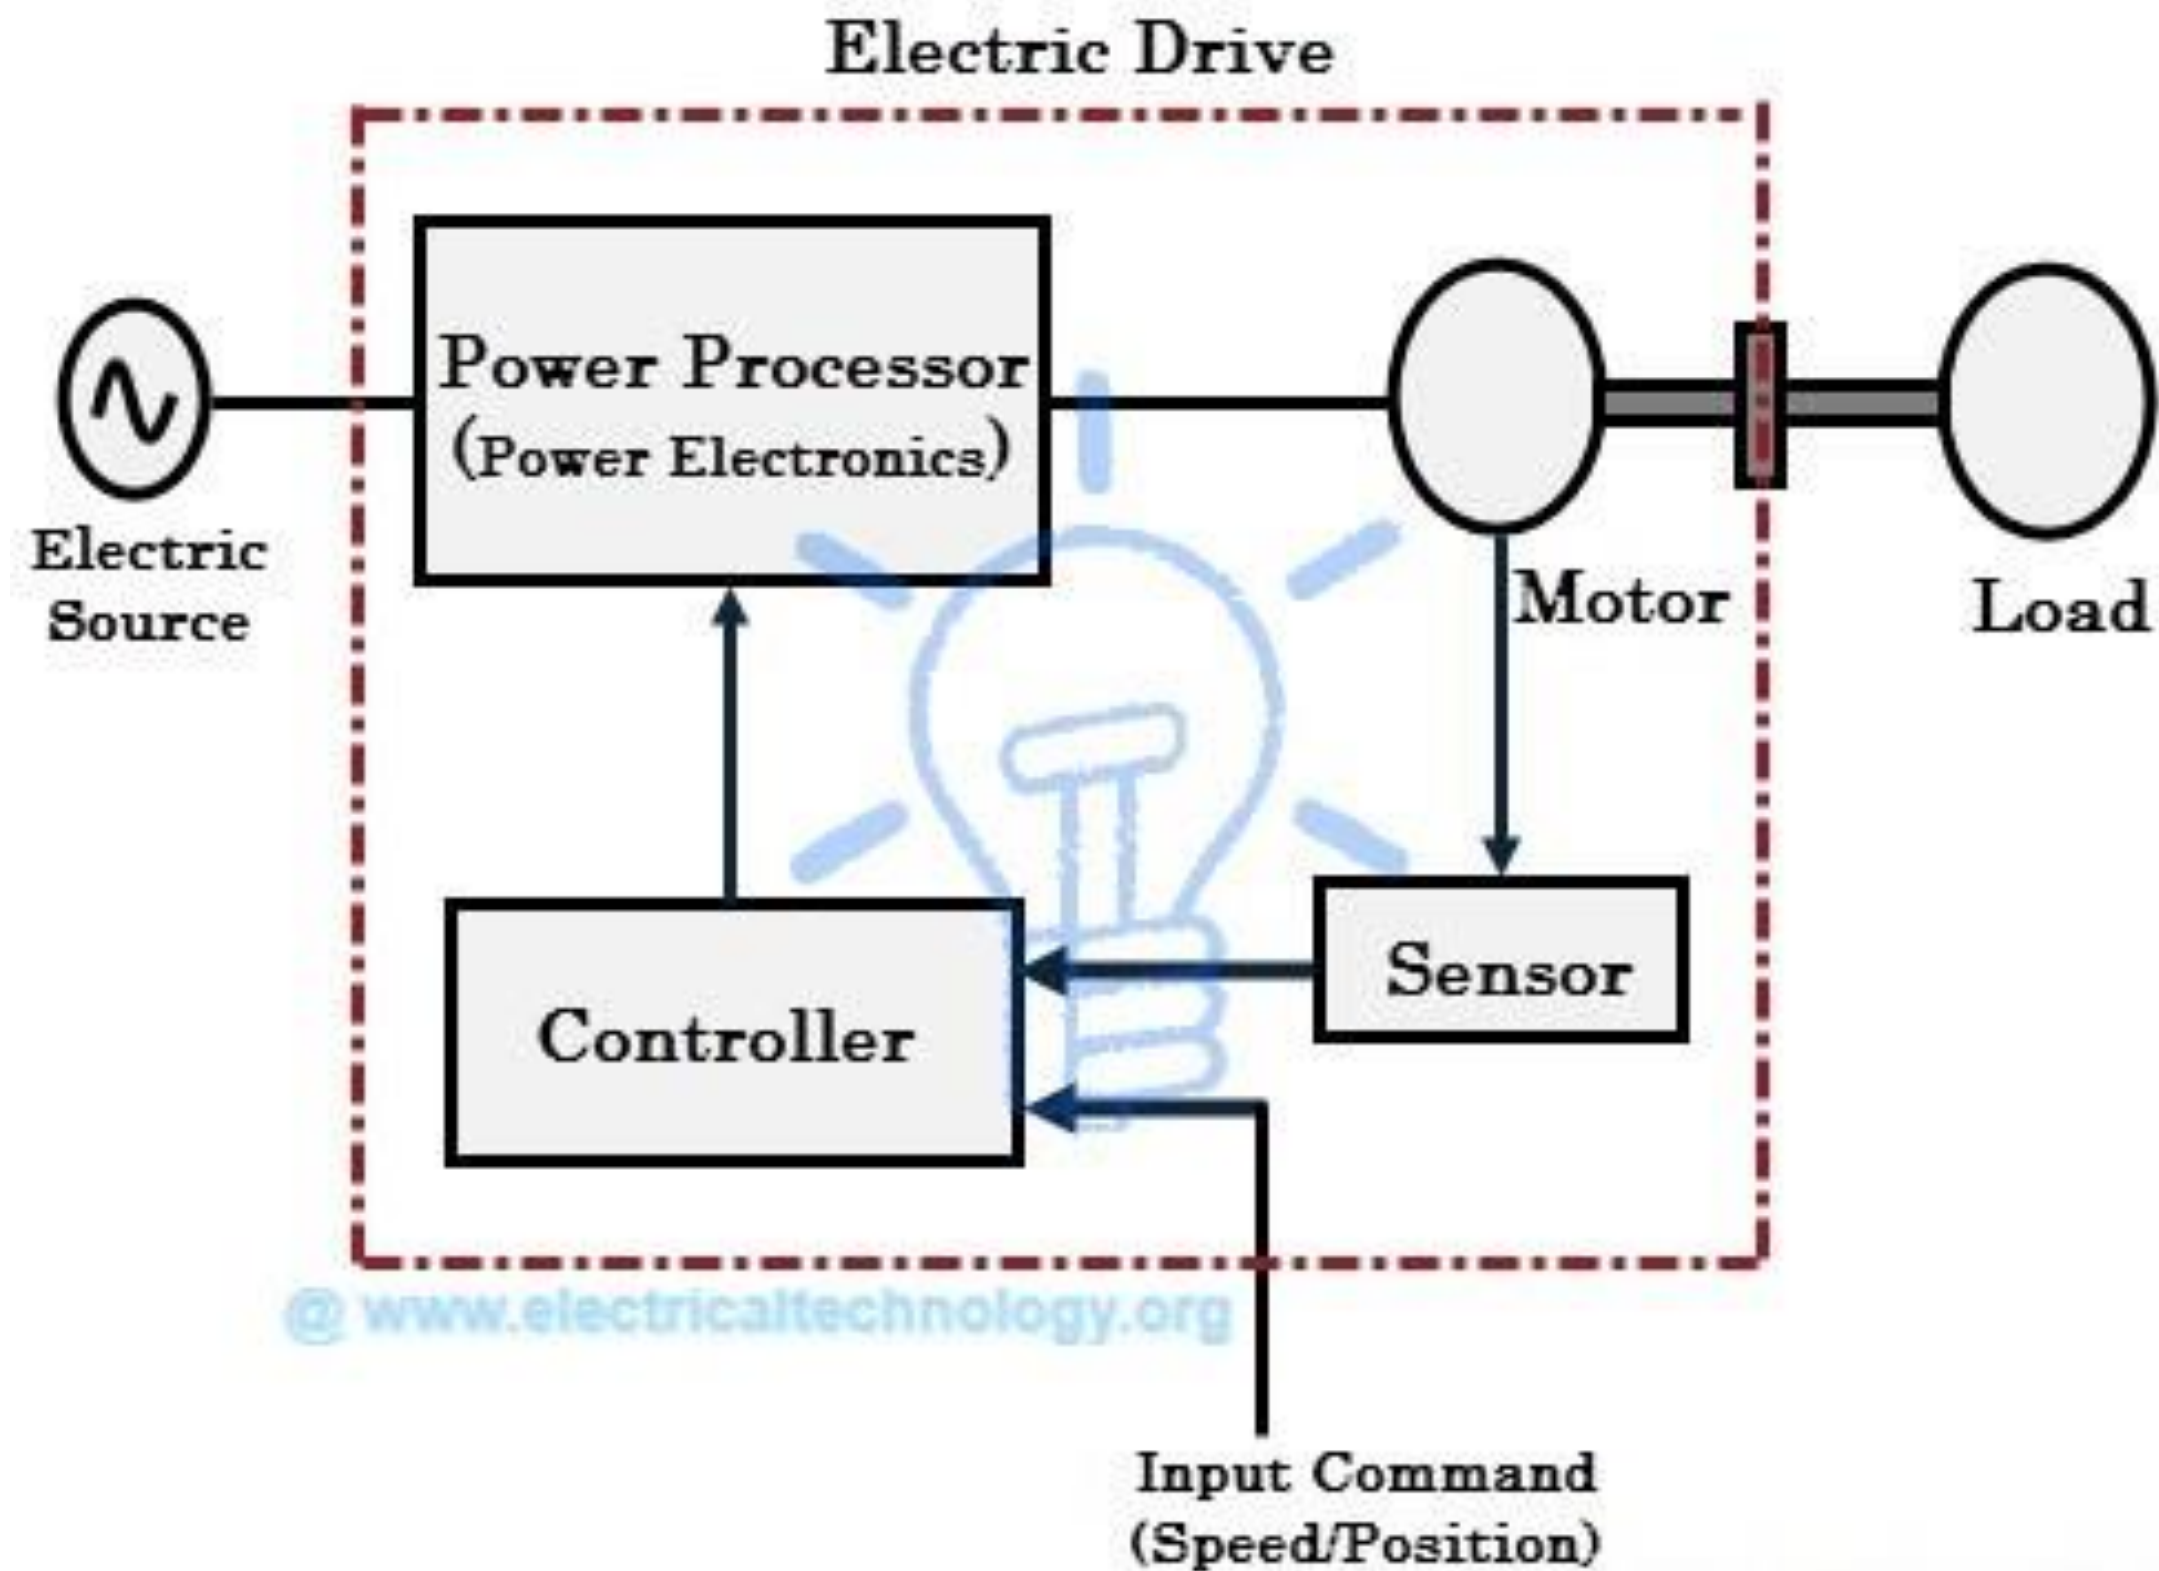 Electric Drive
Power Processor
(Power Electronics)
Electric
Source
Motor
Load
Sensor
Controller
@ www.electricaltechnology.org
Input Command
(Speed/Position)